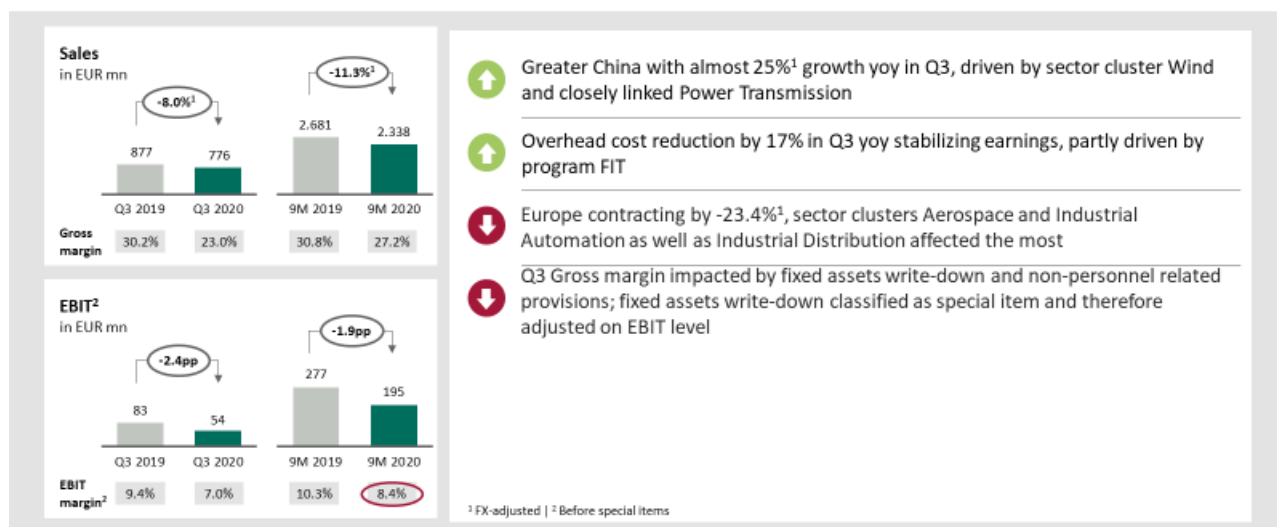 Sales
in EUR mn
-8.0%¹
-11.3%¹
877
776
2.681
2.338
Q3 2019
Q3 2020
9M 2019
9M 2020
Gross
margin
30.2%
23.0%
30.8%
27.2%
EBIT²
in EUR mn
-2.4pp
-1.9pp
83
54
277
195
Q3 2019
Q3 2020
9M 2019
9M 2020
EBIT
margin²
9.4%
7.0%
10.3%
8.4%
Greater China with almost 25%¹ growth yoy in Q3, driven by sector cluster Wind
and closely linked Power Transmission
Overhead cost reduction by 17% in Q3 yoy stabilizing earnings, partly driven by
program FIT
Europe contracting by -23.4%¹, sector clusters Aerospace and Industrial
Automation as well as Industrial Distribution affected the most
Q3 Gross margin impacted by fixed assets write-down and non-personnel related
provisions; fixed assets write-down classified as special item and therefore
adjusted on EBIT level
¹ FX-adjusted | ² Before special items